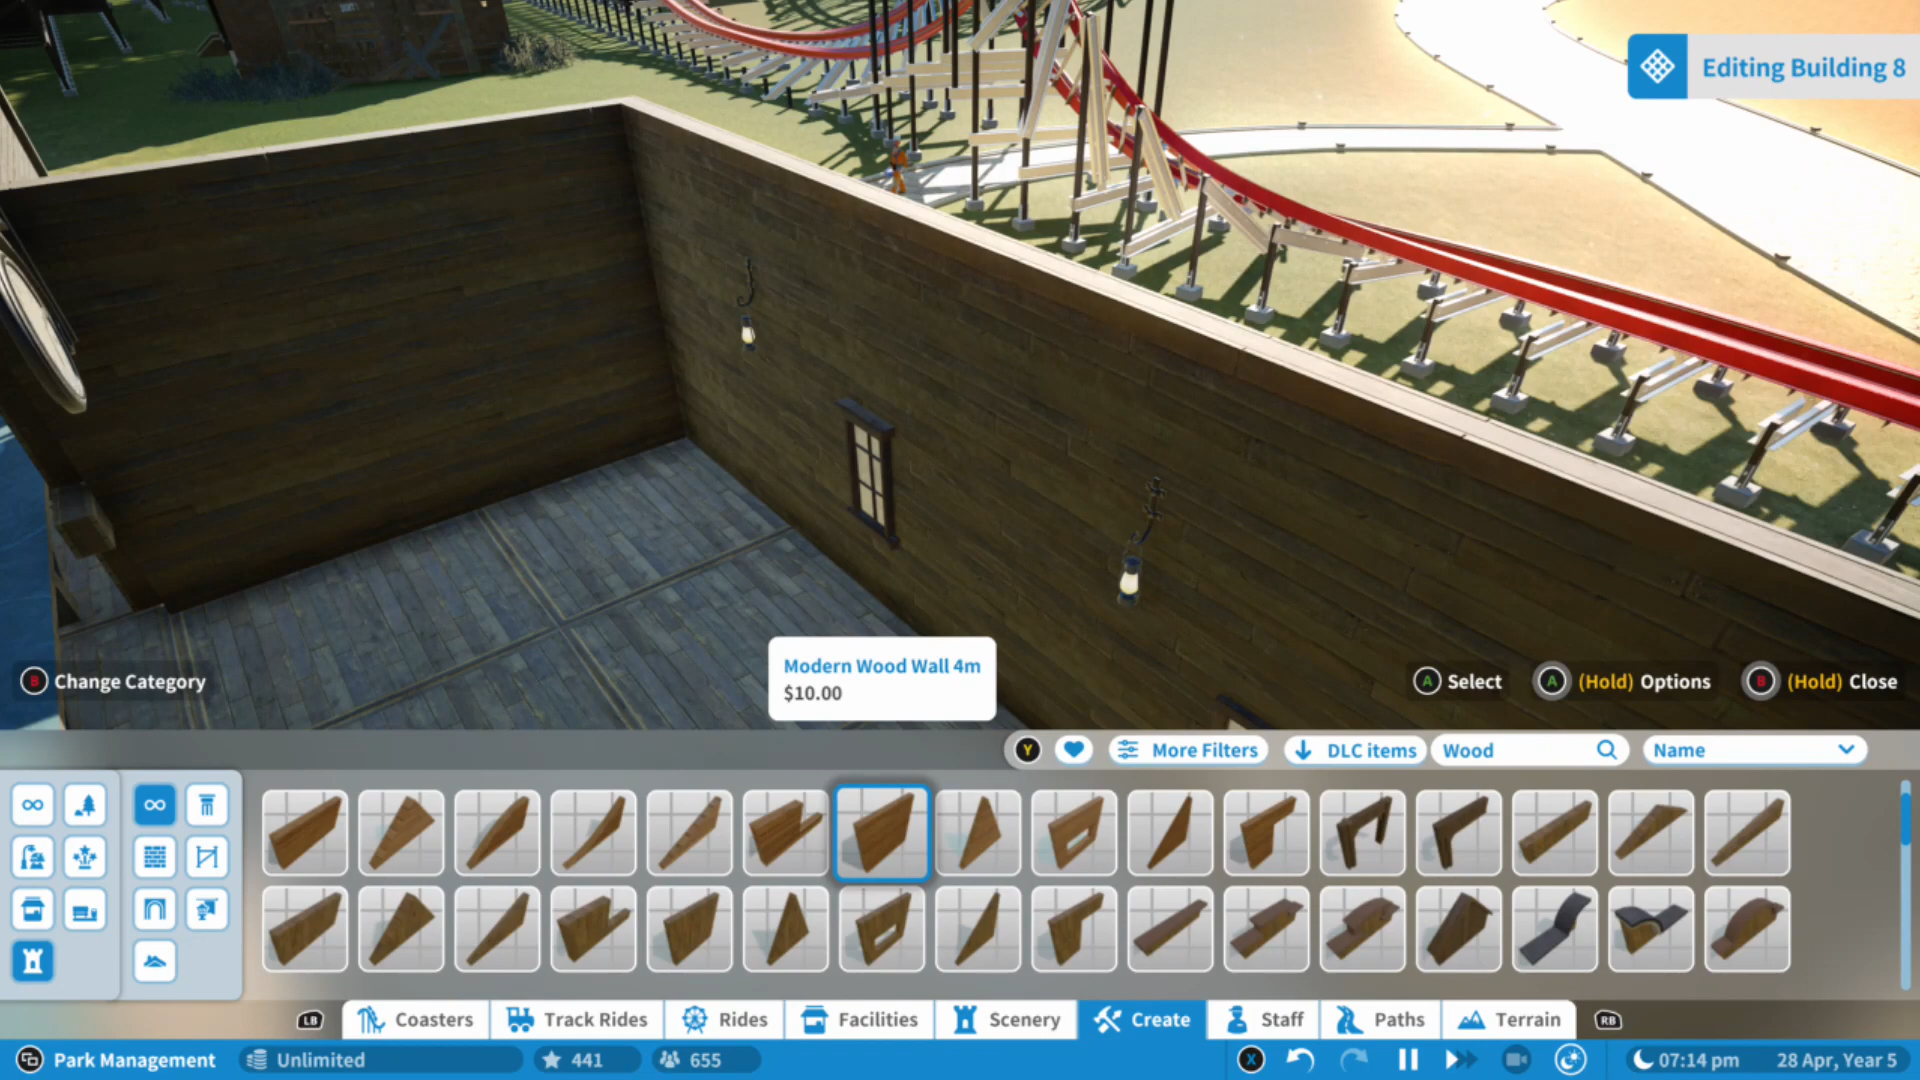 Editing Building 8
Modern Wood Wall 4m
$10.00
B Change Category
A Select
A (Hold) Options
B (Hold) Close
Y
More Filters
DLC items
Wood
Name
LB
Coasters
Track Rides
Rides
Facilities
Scenery
Create
Staff
Paths
Terrain
RB
Park Management
Unlimited
441
655
X
07:14 pm
28 Apr, Year 5